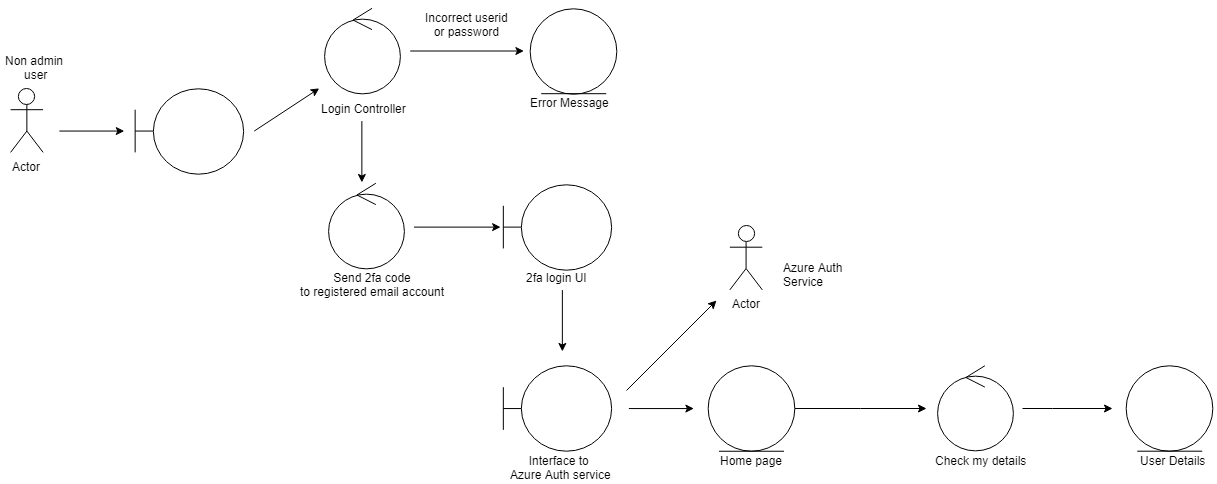 Incorrect userid
or password
Non admin
user
Login Controller
Error Message
Actor
Send 2fa code
to registered email account
2fa login UI
Azure Auth
Service
Actor
Interface to
Azure Auth service
Home page
Check my details
User Details